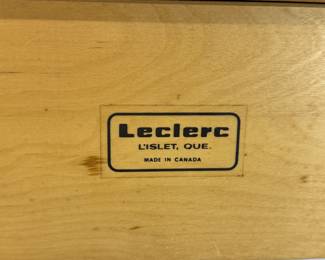 Leclerc
L'ISLET, QUE.
MADE IN CANADA